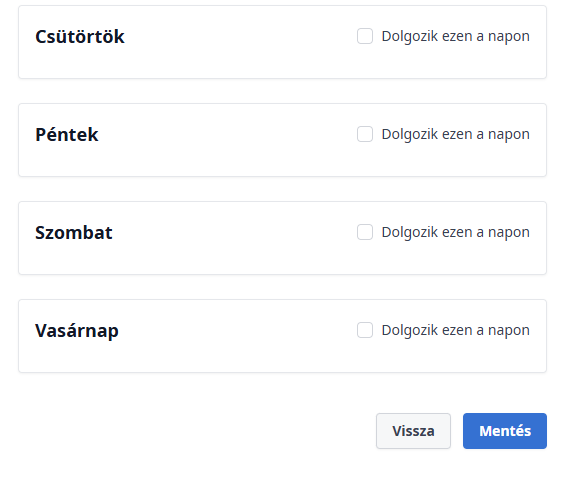 Csütörtök
Dolgozik ezen a napon
Péntek
Dolgozik ezen a napon
Szombat
Dolgozik ezen a napon
Vasárnap
Dolgozik ezen a napon
Vissza
Mentés